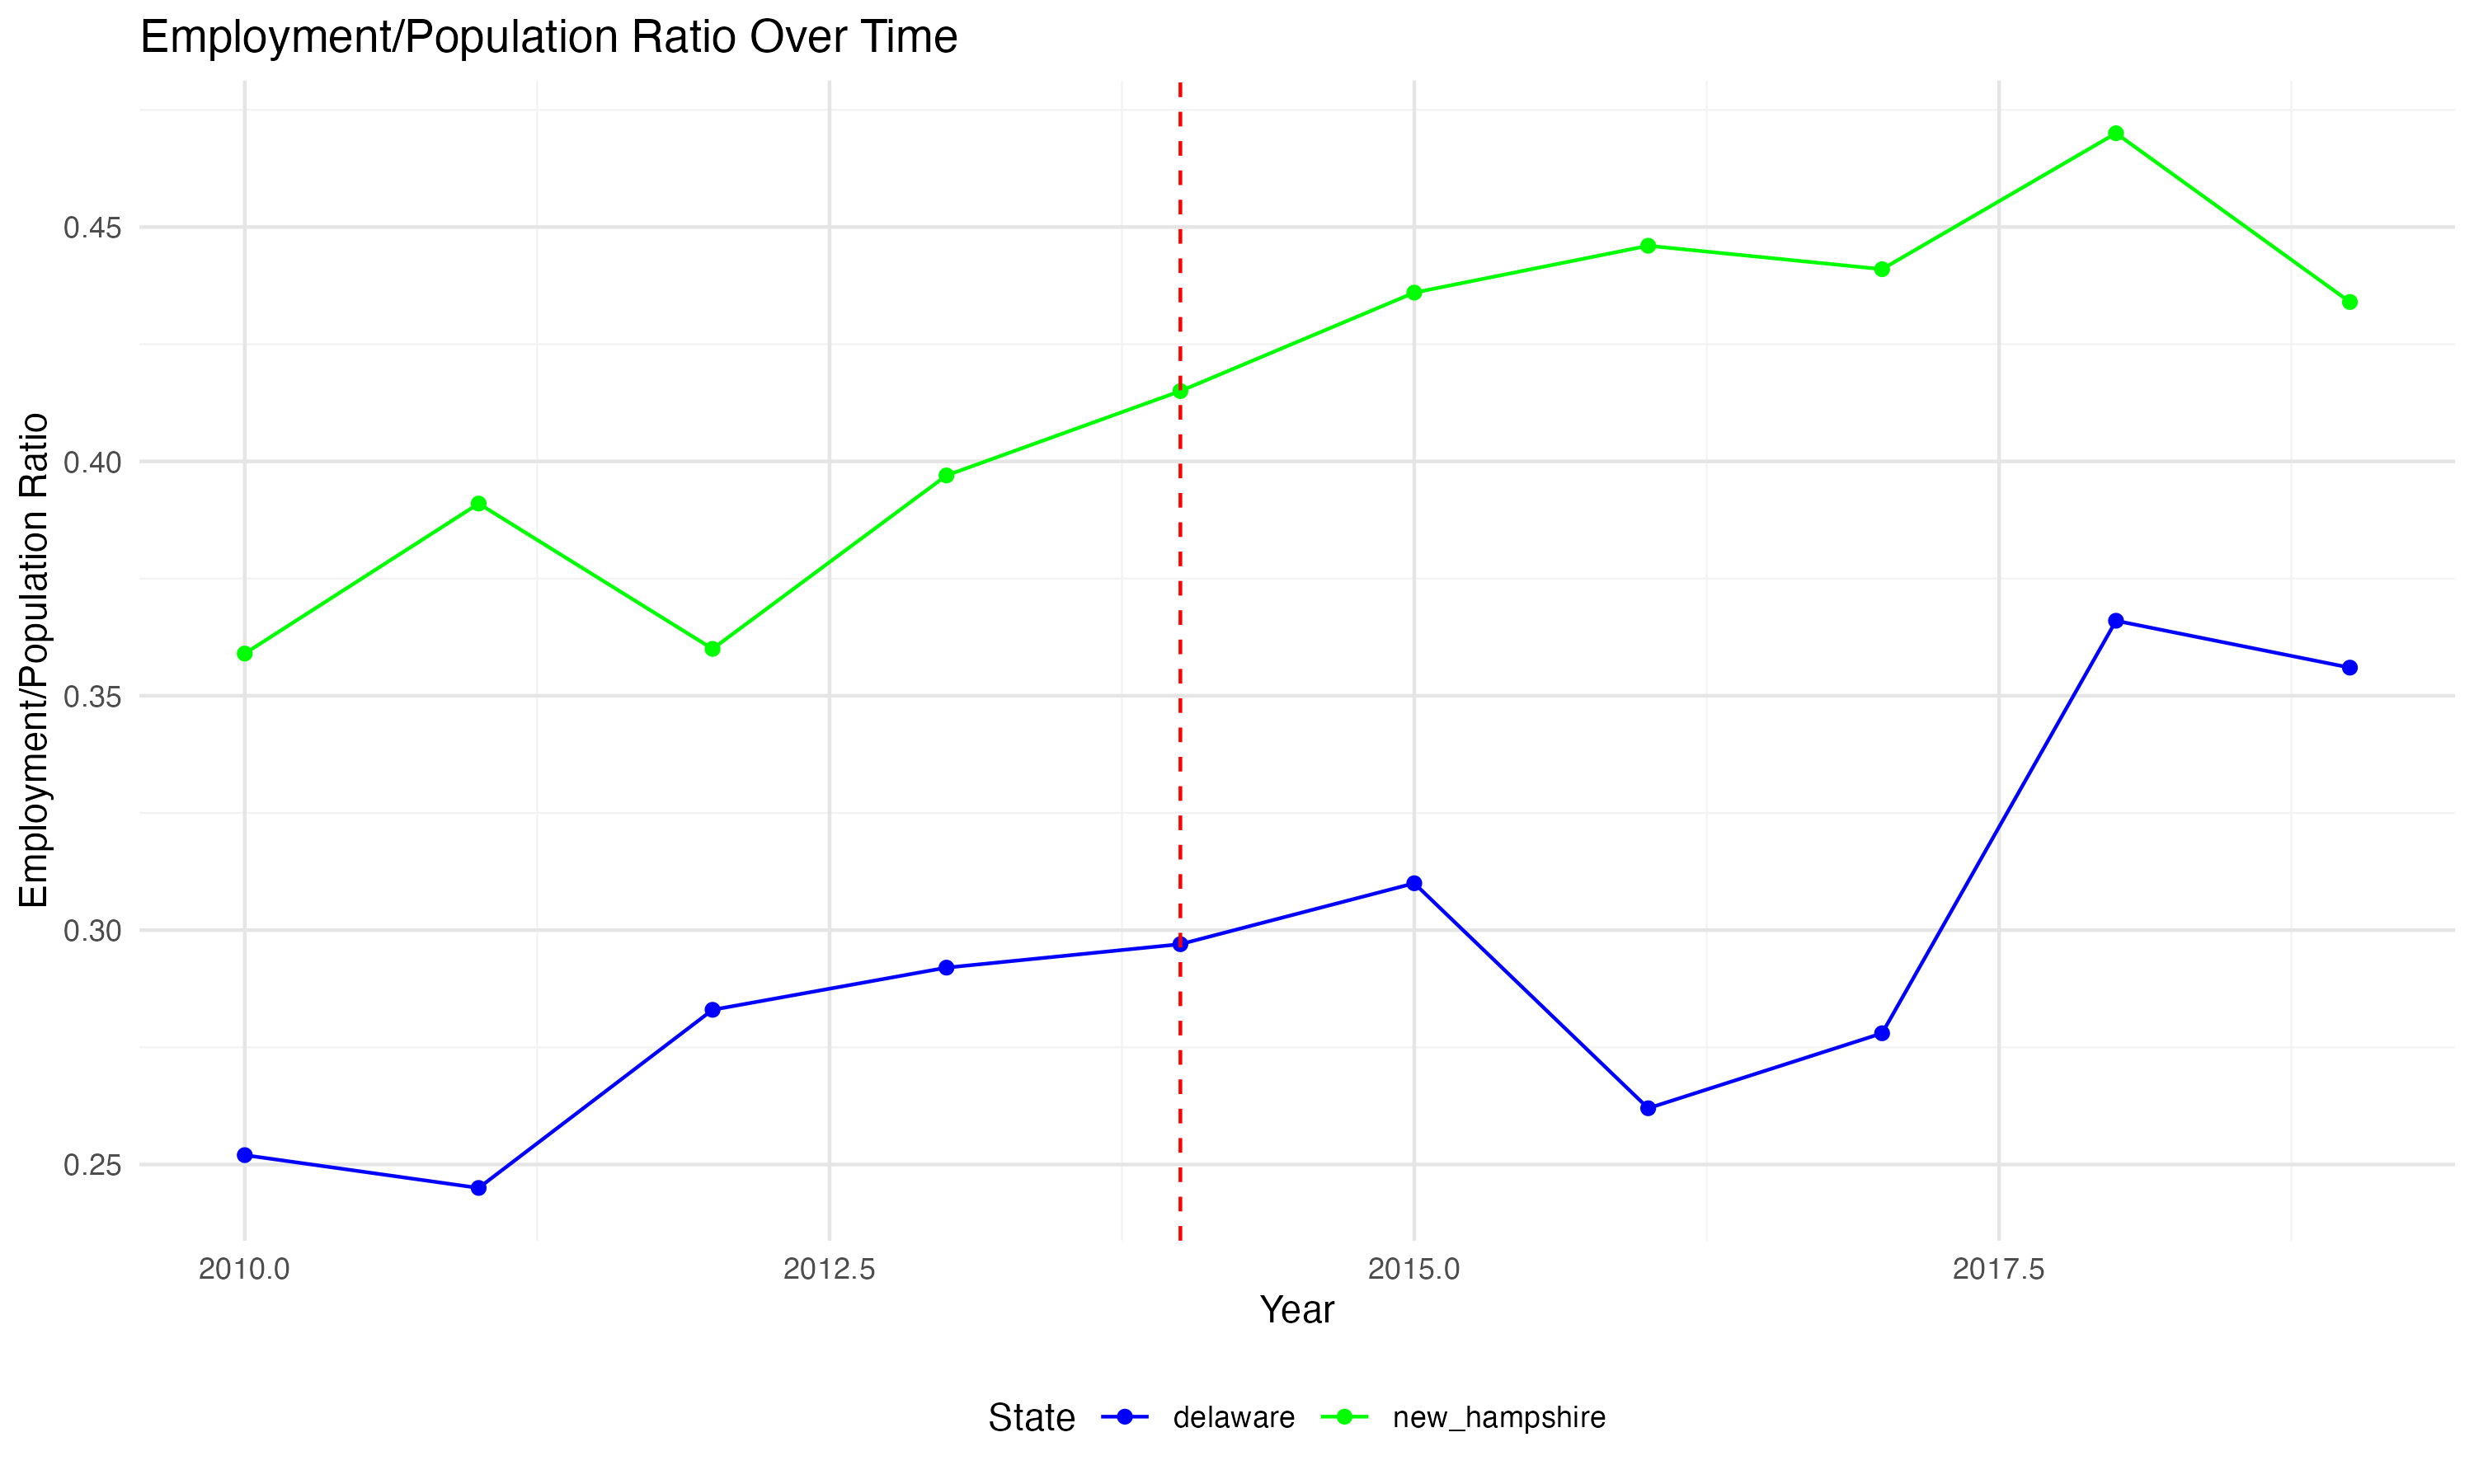 Employment/Population Ratio Over Time
Employment/Population Ratio
0.45
0.40
0.35
0.30
0.25
2010.0 2012.5 2015.0 2017.5
Year
State delaware new_hampshire